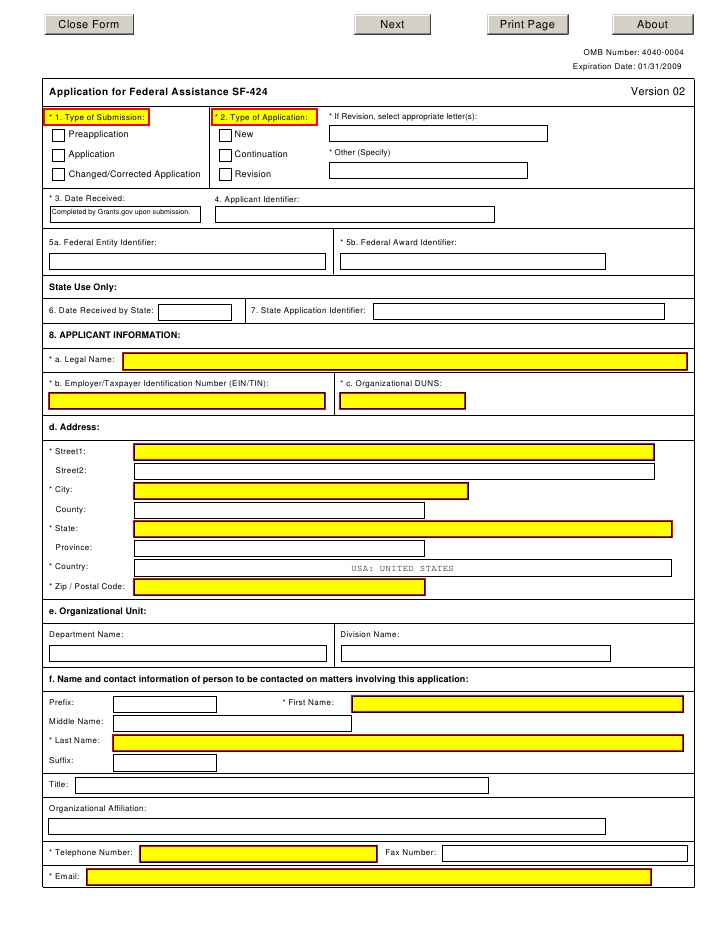 Close Form Next Print Page About
OMB Number: 4040-0004
Expiration Date: 01/31/2009
Application for Federal Assistance SF-424 Version 02
* 1. Type of Submission: * 2. Type of Application: * If Revision, select appropriate letter(s):
Preapplication New
Application Continuation * Other (Specify)
Changed/Corrected Application Revision
* 3. Date Received: 4. Applicant Identifier:
Completed by Grants.gov upon submission.
5a. Federal Entity Identifier: * 5b. Federal Award Identifier:
State Use Only:
6. Date Received by State: 7. State Application Identifier:
8. APPLICANT INFORMATION:
* a. Legal Name:
* b. Employer/Taxpayer Identification Number (EIN/TIN): * c. Organizational DUNS:
d. Address:
* Street1:
Street2:
* City:
County:
* State:
Province:
* Country: USA: UNITED STATES
* Zip / Postal Code:
e. Organizational Unit:
Department Name: Division Name:
f. Name and contact information of person to be contacted on matters involving this application:
Prefix: * First Name:
Middle Name:
* Last Name:
Suffix:
Title:
Organizational Affiliation:
* Telephone Number: Fax Number:
* Email: